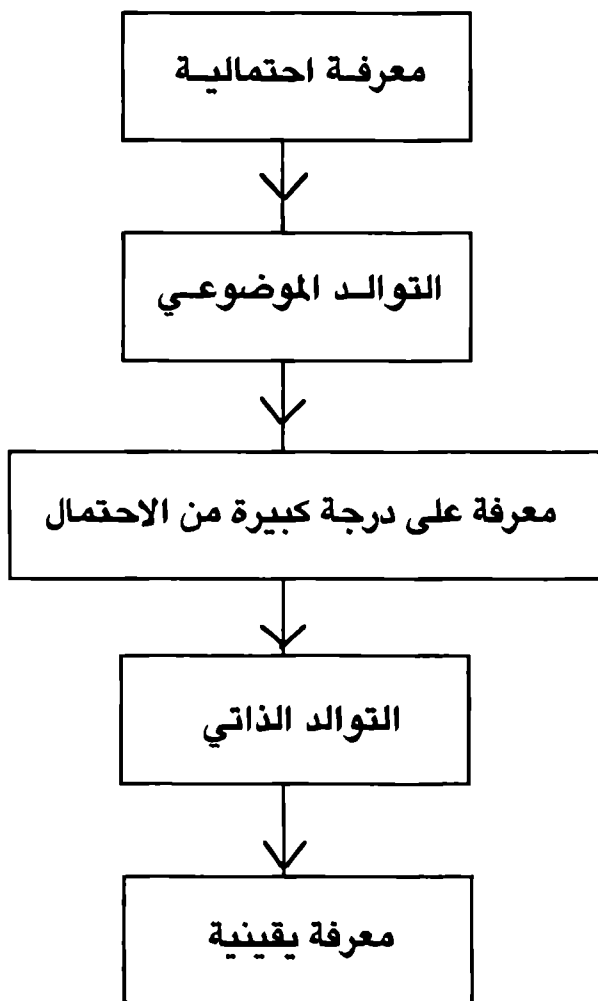 معرفة احتمالية
التوالد الموضوعي
معرفة على درجة كبيرة من الاحتمال
التوالد الذاتي
معرفة يقينية